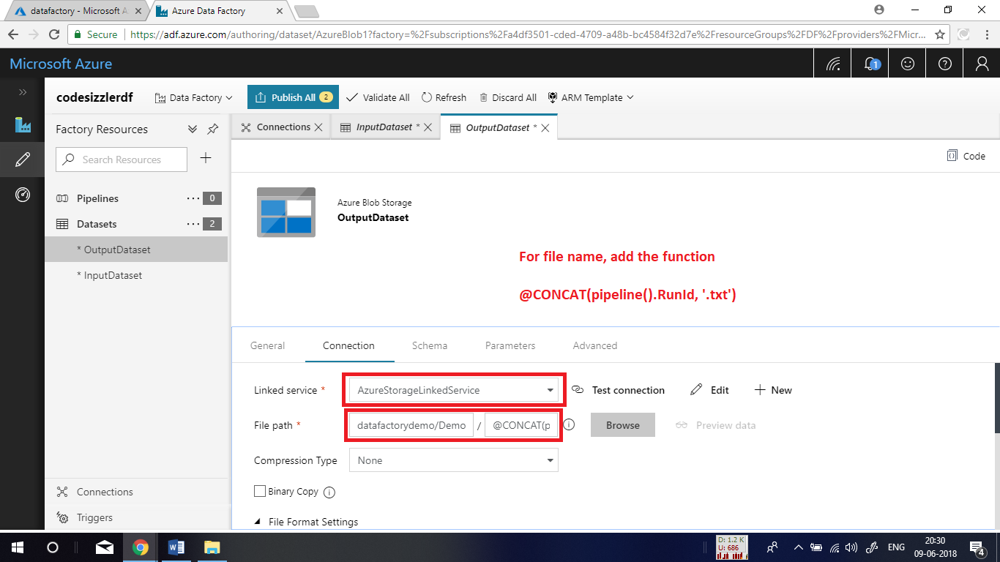 datafactory - Microsoft A
Azure Data Factory
Secure
https://adf.azure.com/authoring/dataset/AzureBlob1?factory=%2Fsubscriptions%2Fa4df3501-cded-4709-a48b-bc4584f32d7e%2FresourceGroups%2FDF%2Fproviders%2FMicr...
Microsoft Azure
1
codesizzlerdf
Data Factory
Publish All 2
Validate All
Refresh
Discard All
ARM Template
Factory Resources
Connections
InputDataset *
OutputDataset *
Search Resources
Code
Pipelines ... 0
Datasets ... 2
* OutputDataset
* InputDataset
Azure Blob Storage
OutputDataset
For file name, add the function
@CONCAT(pipeline().RunId, '.txt')
General
Connection
Schema
Parameters
Advanced
Linked service *
AzureStorageLinkedService
Test connection
Edit
New
File path *
datafactorydemo/Demo / @CONCAT(p
Browse
Preview data
Compression Type
None
Binary Copy
File Format Settings
Connections
Triggers
D: 1.2 K
U: 686
ENG
20:30
09-06-2018
4